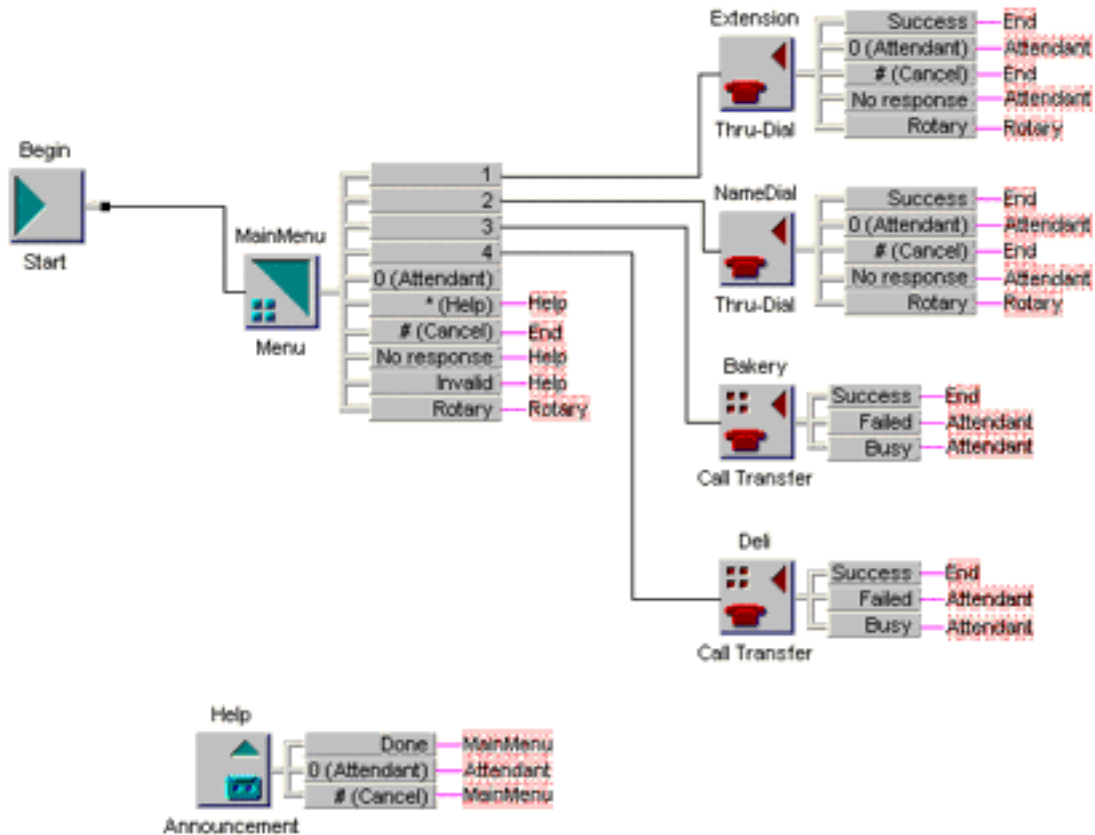 Begin
Start
MainMenu
Menu
1
2
3
4
0 (Attendant)
* (Help) Help
# (Cancel) End
No response Help
Invalid Help
Rotary Rotary
Extension
Thru-Dial
Success End
0 (Attendant) Attendant
# (Cancel) End
No response Attendant
Rotary Rotary
NameDial
Thru-Dial
Success End
0 (Attendant) Attendant
# (Cancel) End
No response Attendant
Rotary Rotary
Bakery
Call Transfer
Success End
Failed Attendant
Busy Attendant
Deli
Call Transfer
Success End
Failed Attendant
Busy Attendant
Help
Announcement
Done MainMenu
0 (Attendant) Attendant
# (Cancel) MainMenu